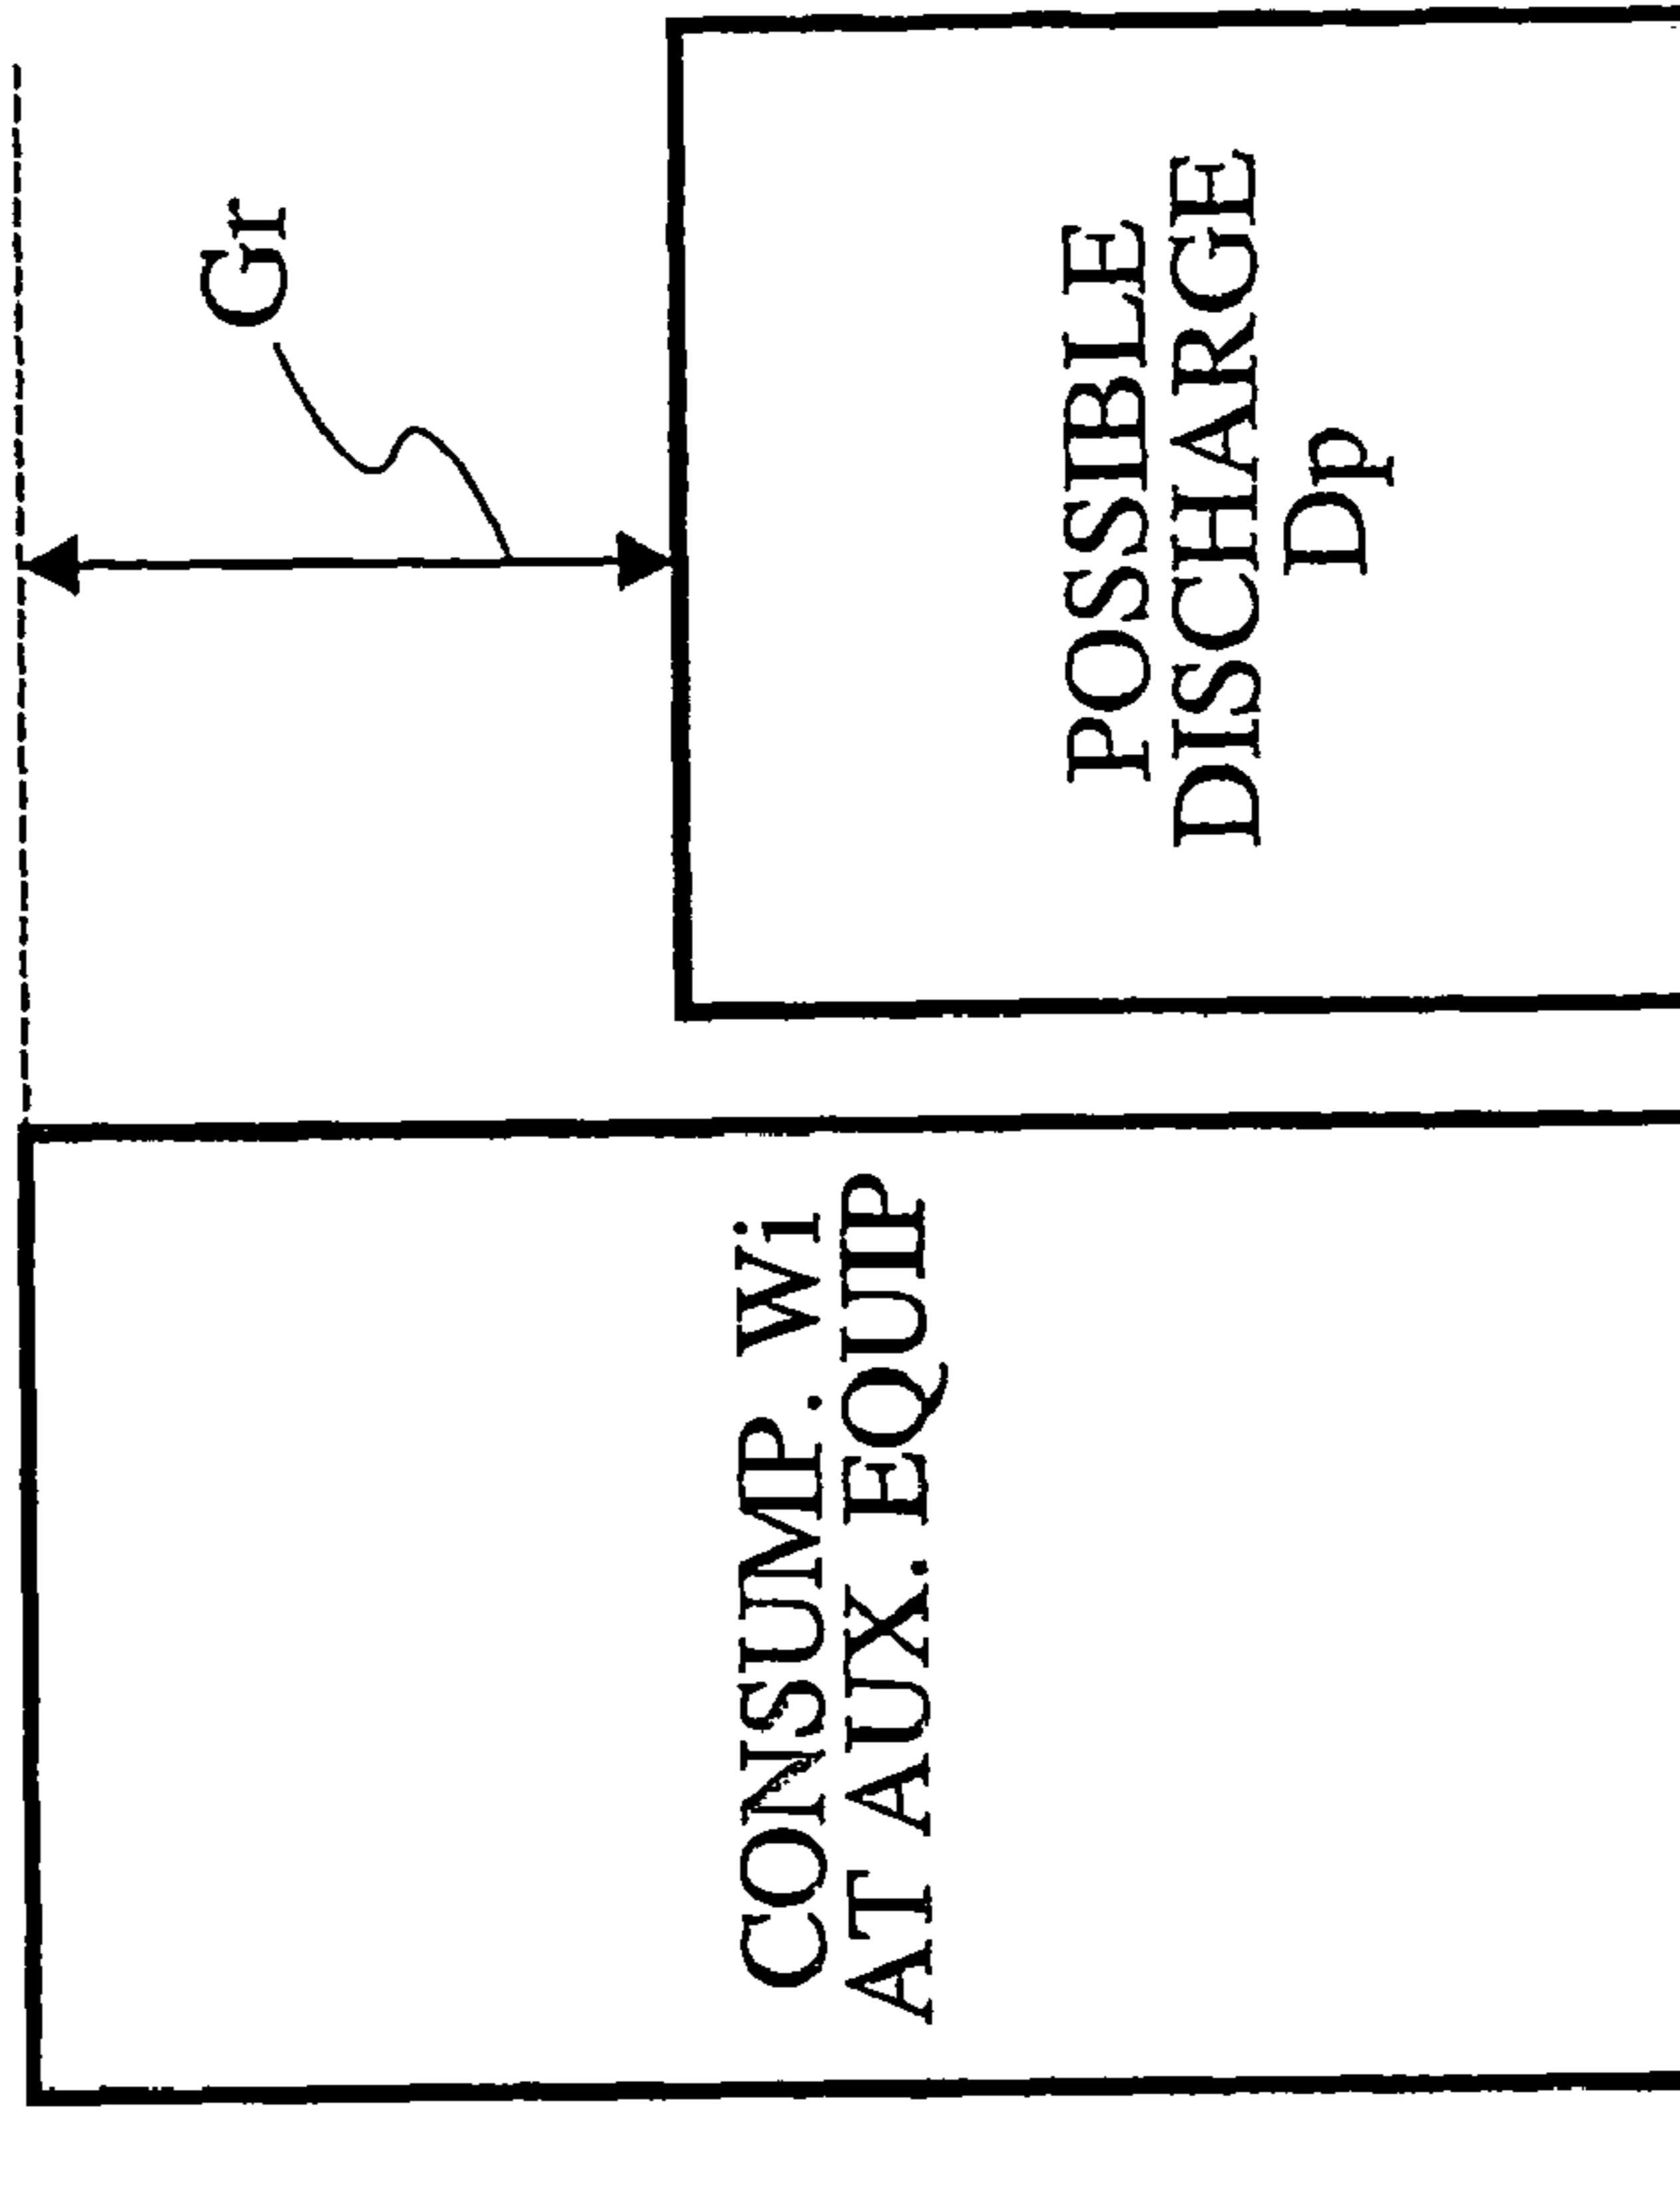 CONSUMP. Wi
AT AUX. EQUIP
Gr
POSSIBLE
DISCHARGE
Dp